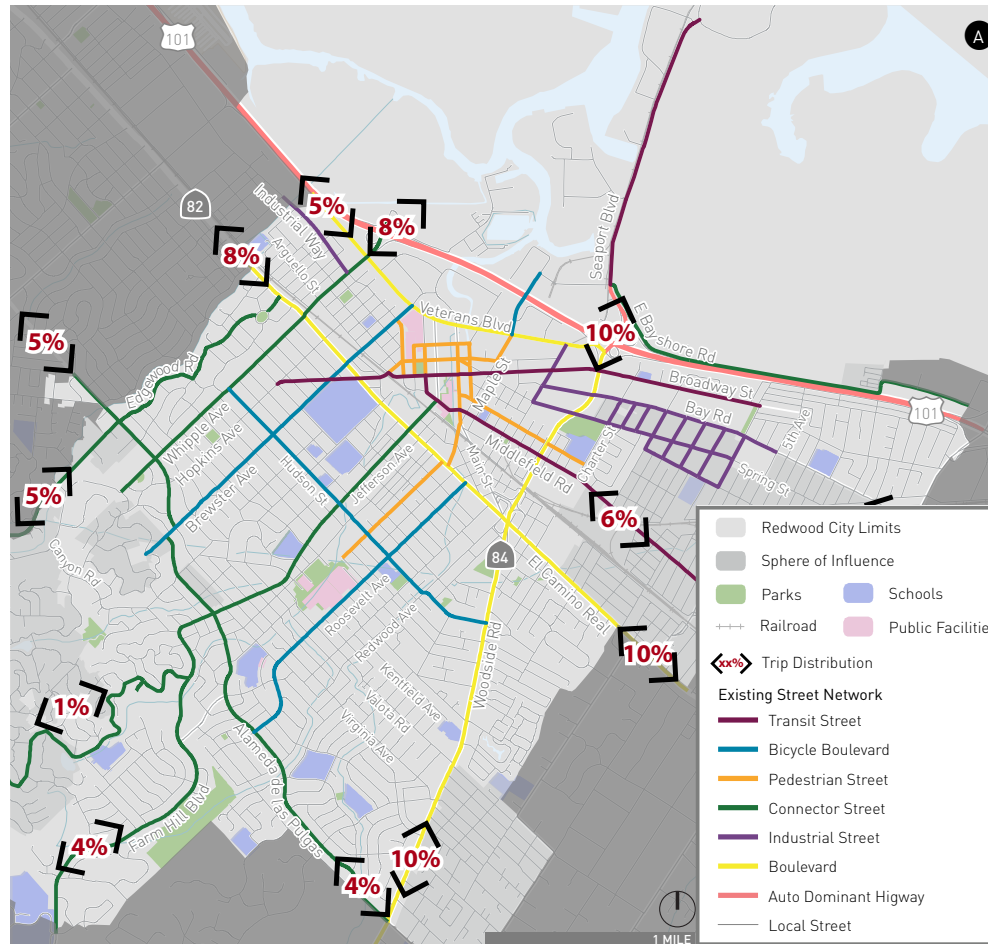 101
A
82
Industrial Way
5%
8%
Arguello St
8%
Seaport Blvd
Veterans Blvd
10%
E Bayshore Rd
5%
Edgewood Rd
Maple St
Broadway St
101
Bay Rd
5th Ave
Whipple Ave
Hopkins Ave
Charter St
Middlefield Rd
Main St
Spring St
Hudson St
Jefferson Ave
Brewster Ave
5%
6%
Canyon Rd
84
El Camino Real
Roosevelt Ave
Redwood Ave
10%
Woodside Rd
Kentfield Ave
Valota Rd
Virginia Ave
1%
Alameda de las Pulgas
Farm Hill Blvd
4%
10%
4%
Redwood City Limits
Sphere of Influence
Parks
Schools
Railroad
Public Facilitie
xx%
Trip Distribution
Existing Street Network
Transit Street
Bicycle Boulevard
Pedestrian Street
Connector Street
Industrial Street
Boulevard
Auto Dominant Higway
Local Street
1 MILE